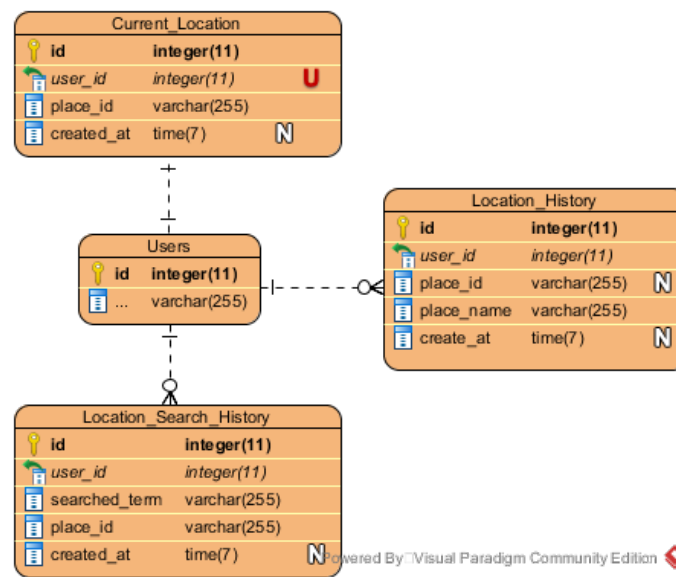 Current_Location
id integer(11)
user_id integer(11) U
place_id varchar(255)
created_at time(7) N
Users
id integer(11)
... varchar(255)
Location_History
id integer(11)
user_id integer(11)
place_id varchar(255) N
place_name varchar(255)
create_at time(7) N
Location_Search_History
id integer(11)
user_id integer(11)
searched_term varchar(255)
place_id varchar(255)
created_at time(7) N
Powered By Visual Paradigm Community Edition